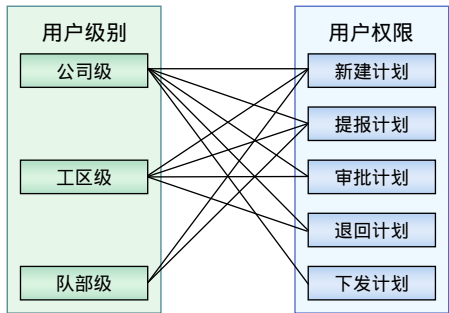 用户级别
公司级
工区级
队部级
用户权限
新建计划
提报计划
审批计划
退回计划
下发计划